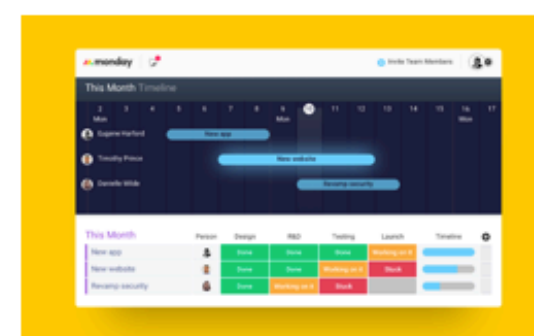 monday
Invite Team Members
This Month Timeline
2 3 4 5 6 7 8 9 10 11 12 13 14 15 16 17
Mon Mon Mon
Eugene Harford New app
Timothy Prince New website
Danielle Wilde Revamp security
This Month Person Design R&D Testing Launch Timeline
New app Done Done Done Working on it
New website Done Done Working on it Stuck
Revamp security Done Working on it Stuck